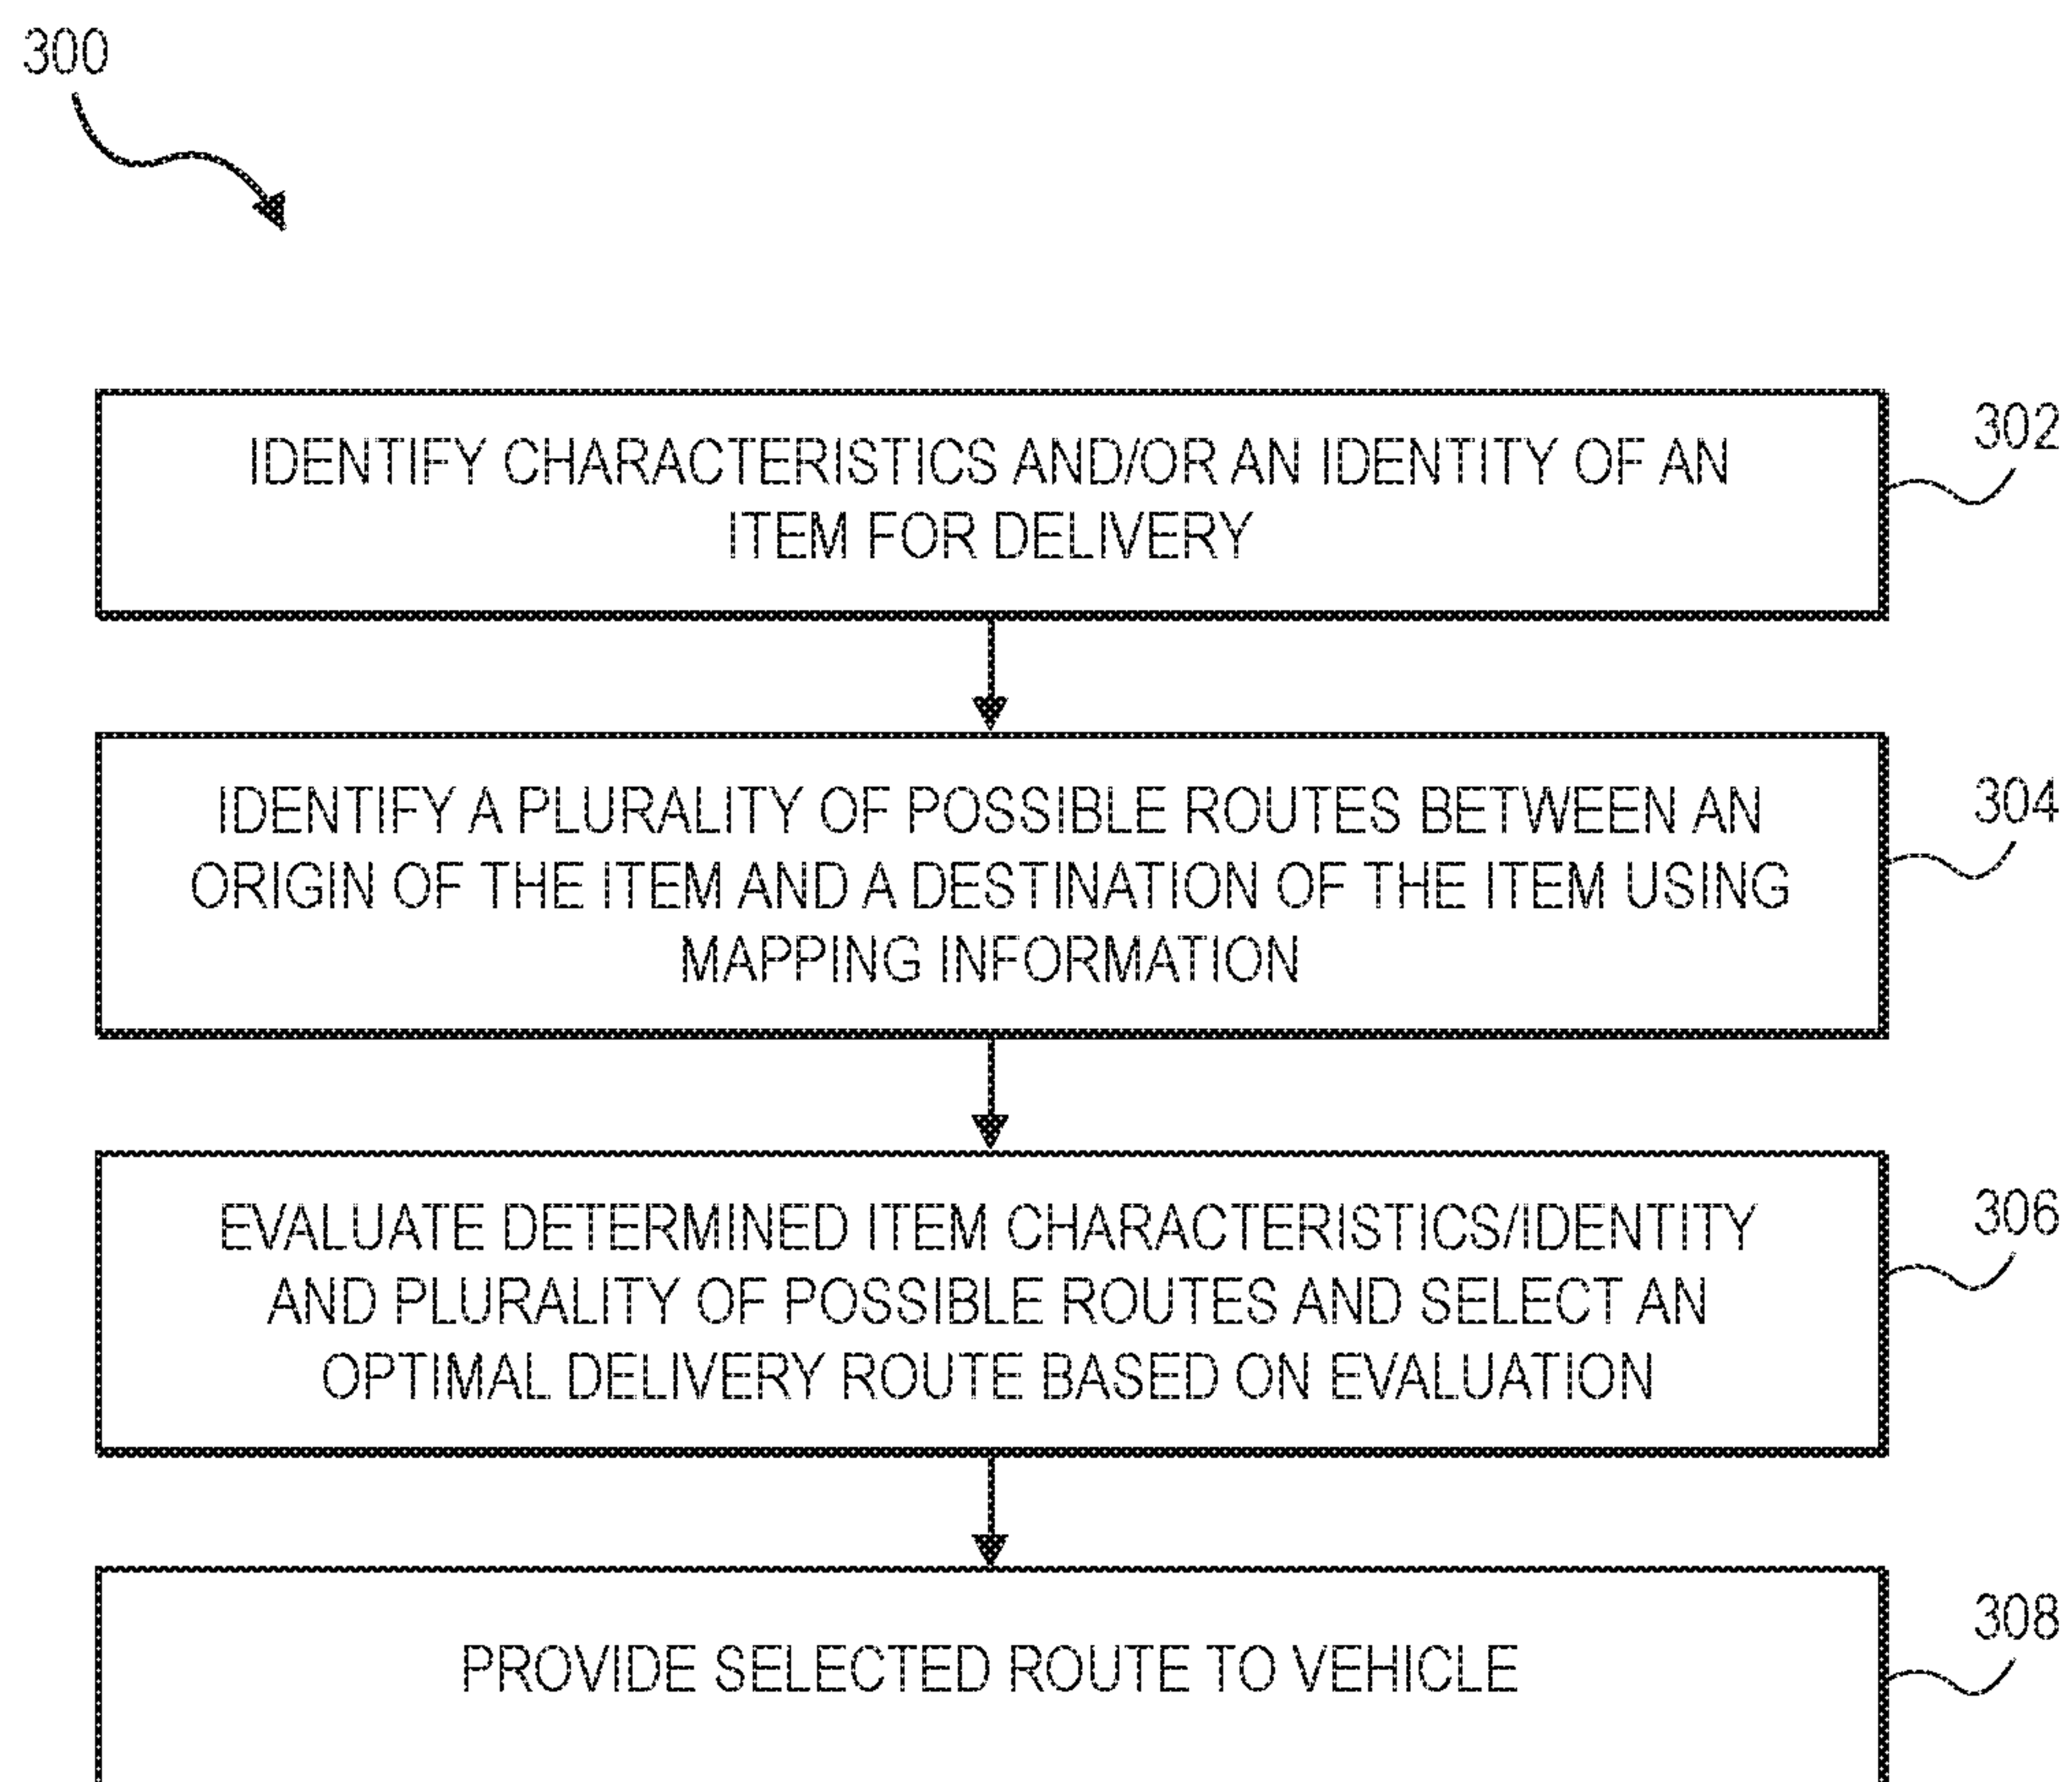 300
IDENTIFY CHARACTERISTICS AND/OR AN IDENTITY OF AN
ITEM FOR DELIVERY
302
IDENTIFY A PLURALITY OF POSSIBLE ROUTES BETWEEN AN
ORIGIN OF THE ITEM AND A DESTINATION OF THE ITEM USING
MAPPING INFORMATION
304
EVALUATE DETERMINED ITEM CHARACTERISTICS/IDENTITY
AND PLURALITY OF POSSIBLE ROUTES AND SELECT AN
OPTIMAL DELIVERY ROUTE BASED ON EVALUATION
306
PROVIDE SELECTED ROUTE TO VEHICLE
308